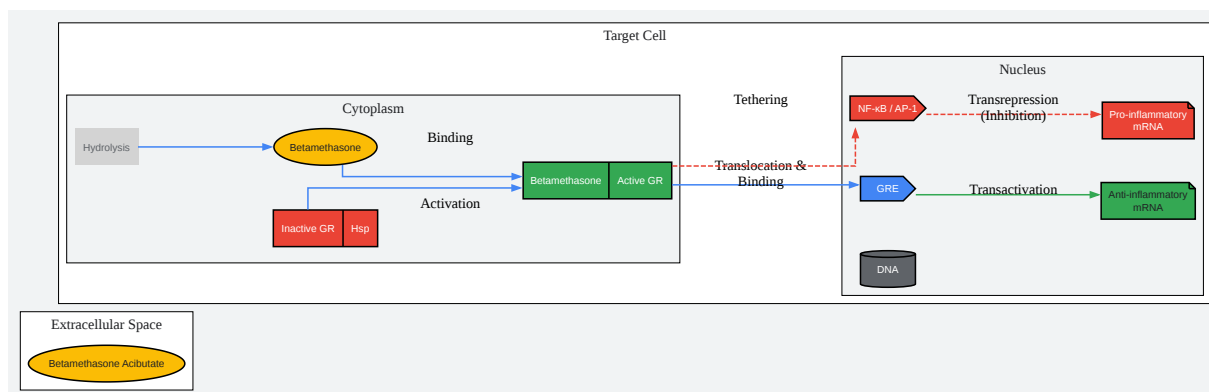 Target Cell
Nucleus
Cytoplasm
Tethering
NF-κB / AP-1
Transrepression
(Inhibition)
Pro-inflammatory
mRNA
Hydrolysis
Betamethasone
Binding
Betamethasone
Active GR
Translocation &
Binding
GRE
Transactivation
Anti-inflammatory
mRNA
Activation
Inactive GR
Hsp
DNA
Extracellular Space
Betamethasone Acibutate